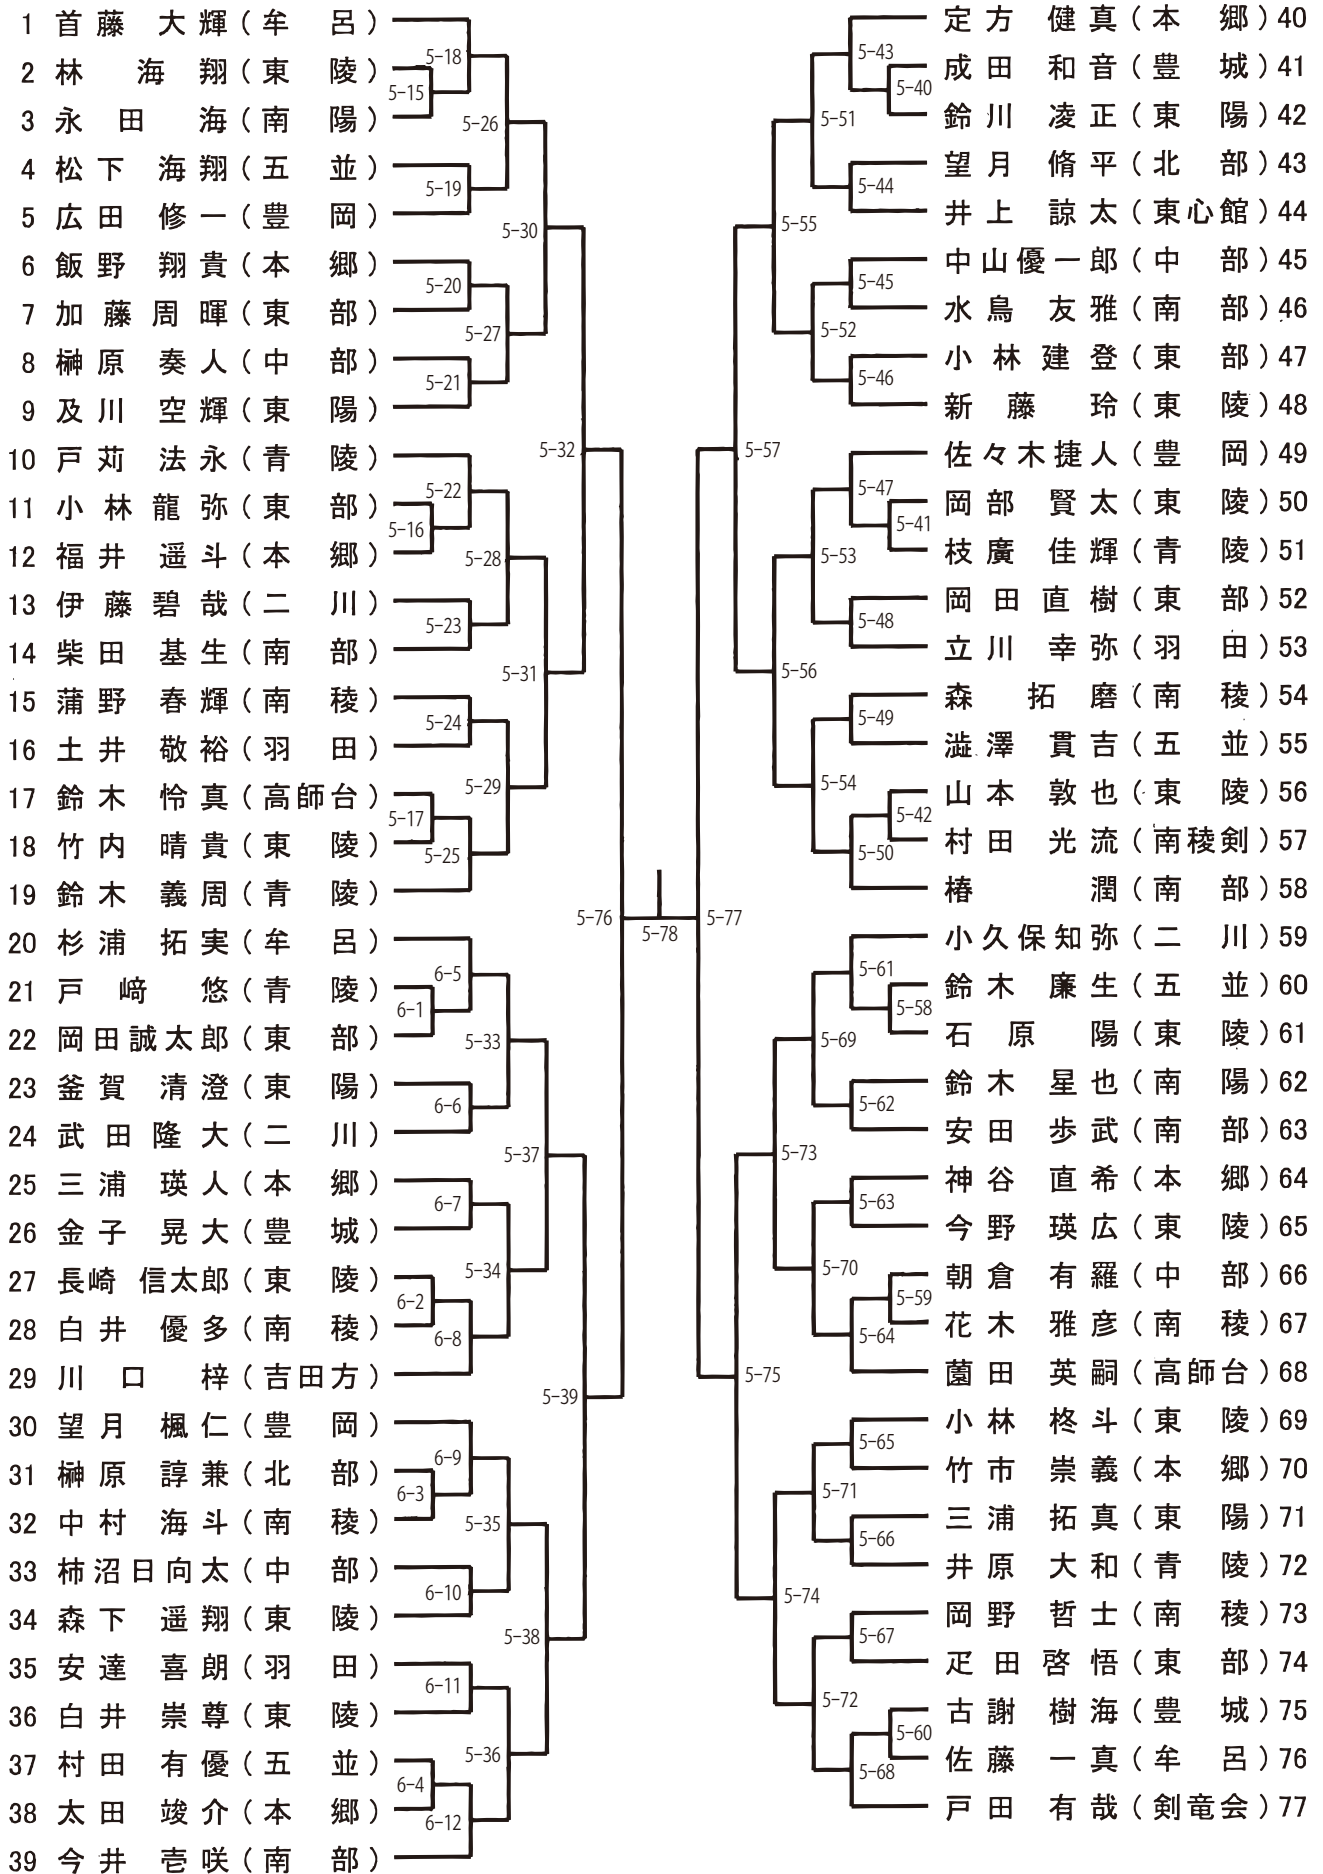 1 首藤 大輝(牟 呂)
2 林 海翔(東 陵)
3 永田 海(南 陽)
4 松下 海翔(五 並)
5 広田 修一(豊 岡)
6 飯野 翔貴(本 郷)
7 加藤周暉(東 部)
8 榊原 奏人(中 部)
9 及川 空輝(東 陽)
10 戸苅 法永(青 陵)
11 小林龍弥(東 部)
12 福井 遥斗(本 郷)
13 伊藤碧哉(二 川)
14 柴田 基生(南 部)
15 蒲野 春輝(南 稜)
16 土井 敬裕(羽 田)
17 鈴木 怜真(高師台)
18 竹内 晴貴(東 陵)
19 鈴木 義周(青 陵)
20 杉浦 拓実(牟 呂)
21 戸﨑 悠(青 陵)
22 岡田誠太郎(東 部)
23 釜賀 清澄(東 陽)
24 武田隆大(二 川)
25 三浦 瑛人(本 郷)
26 金子 晃大(豊 城)
27 長崎 信太郎(東 陵)
28 白井 優多(南 稜)
29 川口 梓(吉田方)
30 望月 楓仁(豊 岡)
31 榊原 諄兼(北 部)
32 中村 海斗(南 稜)
33 柿沼日向太(中 部)
34 森下 遥翔(東 陵)
35 安達 喜朗(羽 田)
36 白井 崇尊(東 陵)
37 村田 有優(五 並)
38 太田 竣介(本 郷)
39 今井 壱咲(南 部)
5-18
5-15
5-26
5-19
5-30
5-20
5-27
5-21
5-32
5-22
5-16
5-28
5-23
5-31
5-24
5-29
5-17
5-25
5-76
6-5
6-1
5-33
6-6
5-37
6-7
5-34
6-2
6-8
5-39
6-9
6-3
5-35
6-10
5-38
6-11
5-36
6-4
6-12
5-78
5-77
5-43
5-40
5-51
5-44
5-55
5-45
5-52
5-46
5-57
5-47
5-41
5-53
5-48
5-56
5-49
5-54
5-42
5-50
5-61
5-58
5-69
5-62
5-73
5-63
5-70
5-59
5-64
5-75
5-65
5-71
5-66
5-74
5-67
5-72
5-60
5-68
定方 健真(本 郷)40
成田 和音(豊 城)41
鈴川 凌正(東 陽)42
望月 脩平(北 部)43
井上 諒太(東心館)44
中山優一郎(中 部)45
水鳥 友雅(南 部)46
小林建登(東 部)47
新藤 玲(東 陵)48
佐々木捷人(豊 岡)49
岡部 賢太(東 陵)50
枝廣 佳輝(青 陵)51
岡田直樹(東 部)52
立川 幸弥(羽 田)53
森 拓磨(南 稜)54
澁澤 貫吉(五 並)55
山本 敦也(東 陵)56
村田 光流(南稜剣)57
椿 潤(南 部)58
小久保知弥(二 川)59
鈴木 廉生(五 並)60
石原 陽(東 陵)61
鈴木 星也(南 陽)62
安田 歩武(南 部)63
神谷 直希(本 郷)64
今野 瑛広(東 陵)65
朝倉 有羅(中 部)66
花木 雅彦(南 稜)67
薗田 英嗣(高師台)68
小林 柊斗(東 陵)69
竹市 崇義(本 郷)70
三浦 拓真(東 陽)71
井原 大和(青 陵)72
岡野 哲士(南 稜)73
疋田啓悟(東 部)74
古謝 樹海(豊 城)75
佐藤 一真(牟 呂)76
戸田 有哉(剣竜会)77